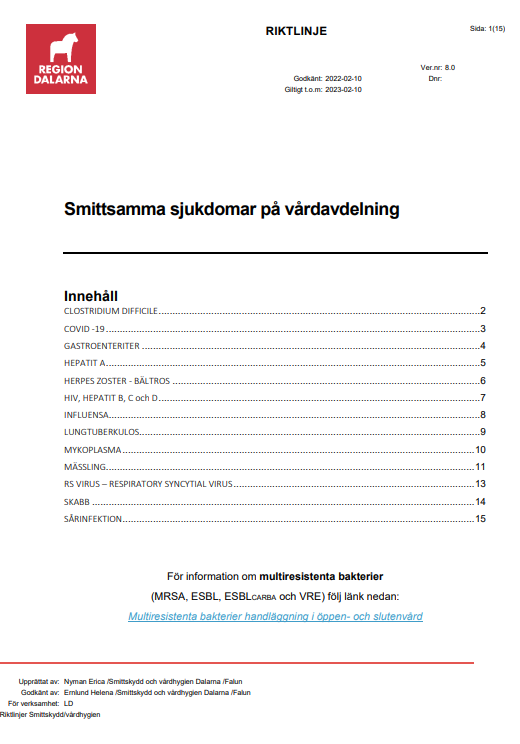 RIKTLINJE
Sida: 1(15)
REGION
DALARNA
Ver.nr: 8.0
Godkänt: 2022-02-10
Dnr:
Giltigt t.o.m: 2023-02-10
Smittsamma sjukdomar på vårdavdelning
Innehåll
CLOSTRIDIUM DIFFICILE 2
COVID -19 3
GASTROENTERITER 4
HEPATIT A 5
HERPES ZOSTER - BÄLTROS 6
HIV, HEPATIT B, C och D 7
INFLUENSA 8
LUNGTUBERKULOS 9
MYKOPLASMA 10
MÄSSLING 11
RS VIRUS – RESPIRATORY SYNCYTIAL VIRUS 13
SKABB 14
SÅRINFEKTION 15
För information om multiresistenta bakterier
(MRSA, ESBL, ESBLCARBA och VRE) följ länk nedan:
Multiresistenta bakterier handläggning i öppen- och slutenvård
Upprättat av: Nyman Erica /Smittskydd och vårdhygien Dalarna /Falun
Godkänt av: Ernlund Helena /Smittskydd och vårdhygien Dalarna /Falun
För verksamhet: LD
Riktlinjer Smittskydd/vårdhygien